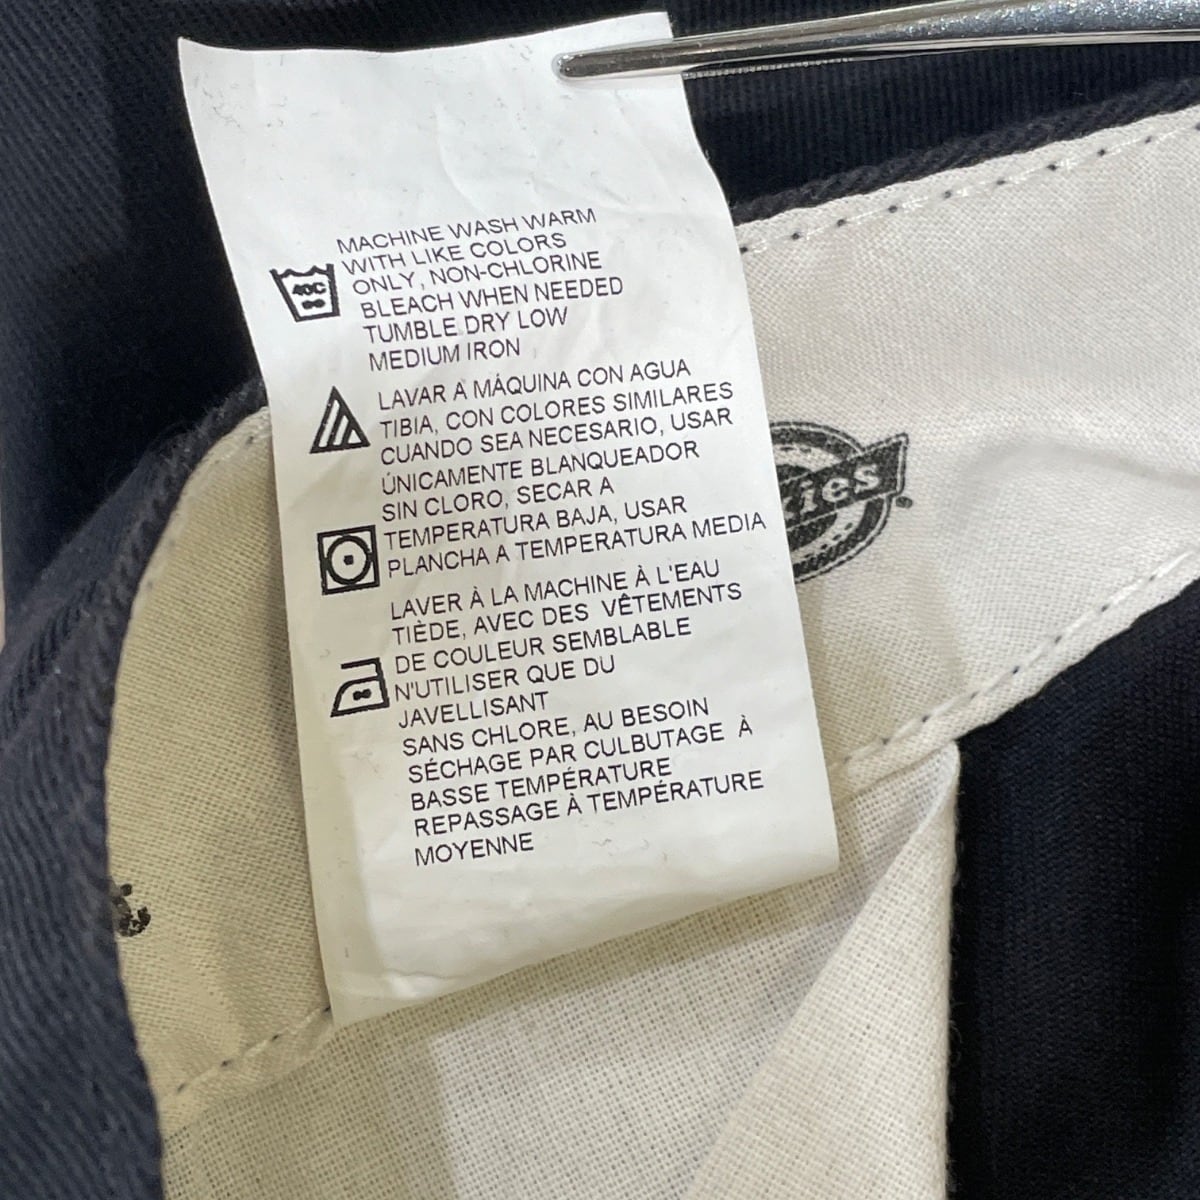 MACHINE WASH WARM
WITH LIKE COLORS
ONLY, NON-CHLORINE
BLEACH WHEN NEEDED
TUMBLE DRY LOW
MEDIUM IRON
40C
LAVAR A MÁQUINA CON AGUA
TIBIA, CON COLORES SIMILARES
CUANDO SEA NECESARIO, USAR
ÚNICAMENTE BLANQUEADOR
SIN CLORO, SECAR A
TEMPERATURA BAJA, USAR
PLANCHA A TEMPERATURA MEDIA
LAVER À LA MACHINE À L'EAU
TIÈDE, AVEC DES VÊTEMENTS
DE COULEUR SEMBLABLE
N'UTILISER QUE DU
JAVELLISANT
SANS CHLORE, AU BESOIN
SÉCHAGE PAR CULBUTAGE À
BASSE TEMPÉRATURE
REPASSAGE À TEMPÉRATURE
MOYENNE